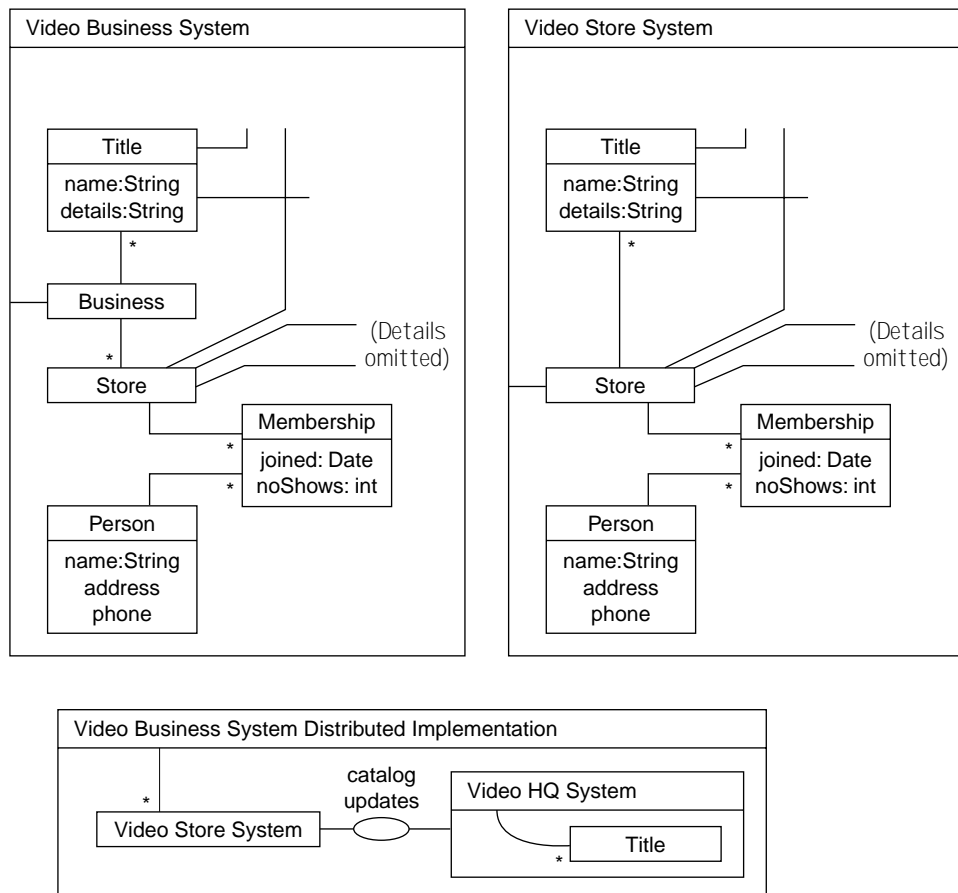 Video Business System
Title
name:String
details:String
*
Business
*
Store
(Details
omitted)
Membership
*
joined: Date
*
noShows: int
Person
name:String
address
phone
Video Store System
Title
name:String
details:String
*
Store
(Details
omitted)
Membership
*
joined: Date
*
noShows: int
Person
name:String
address
phone
Video Business System Distributed Implementation
*
Video Store System
catalog
updates
Video HQ System
Title
*